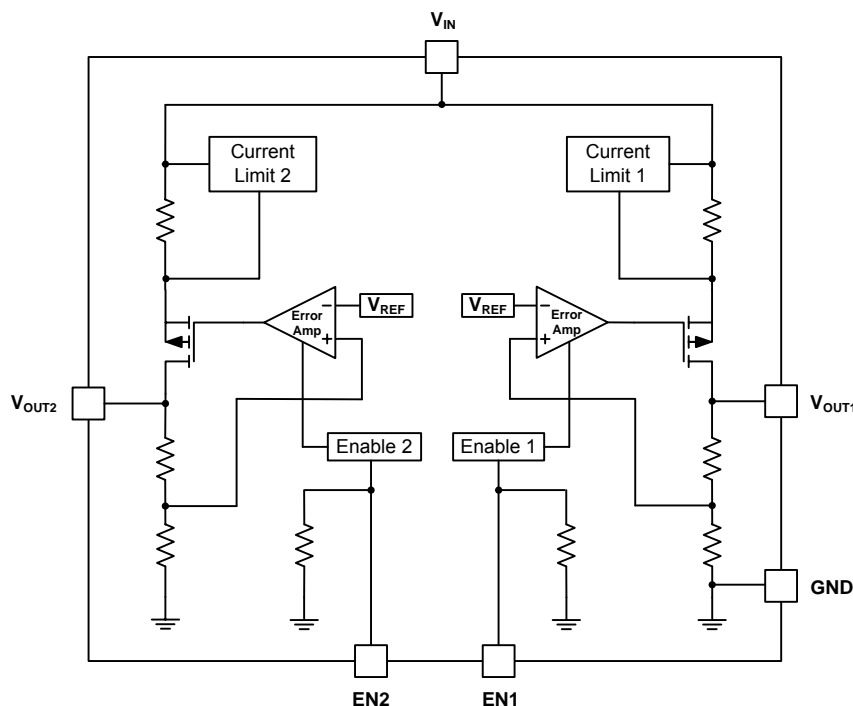 VIN
Current
Limit 2
Current
Limit 1
Error
Amp
−
+
VREF
VREF
−
+
Error
Amp
VOUT2
VOUT1
Enable 2
Enable 1
GND
EN2
EN1